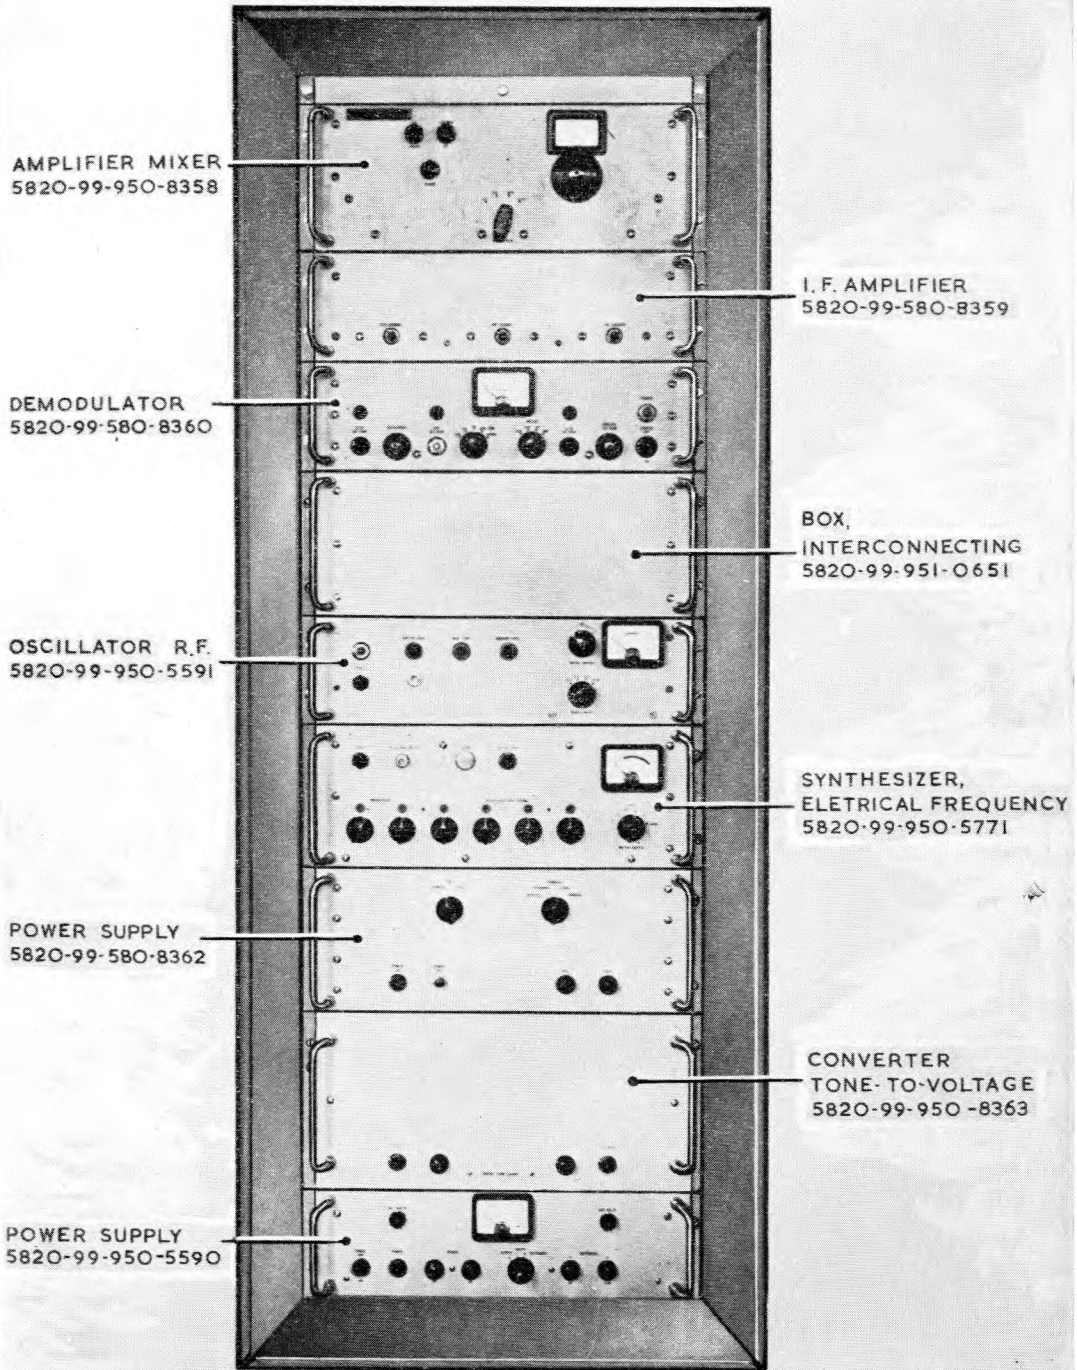 AMPLIFIER MIXER
5820-99-950-8358
I.F. AMPLIFIER
5820-99-580-8359
DEMODULATOR
5820-99-580-8360
BOX,
INTERCONNECTING
5820-99-951-0651
OSCILLATOR R.F.
5820-99-950-5591
SYNTHESIZER,
ELETRICAL FREQUENCY
5820-99-950-5771
POWER SUPPLY
5820-99-580-8362
CONVERTER
TONE-TO-VOLTAGE
5820-99-950-8363
POWER SUPPLY
5820-99-950-5590